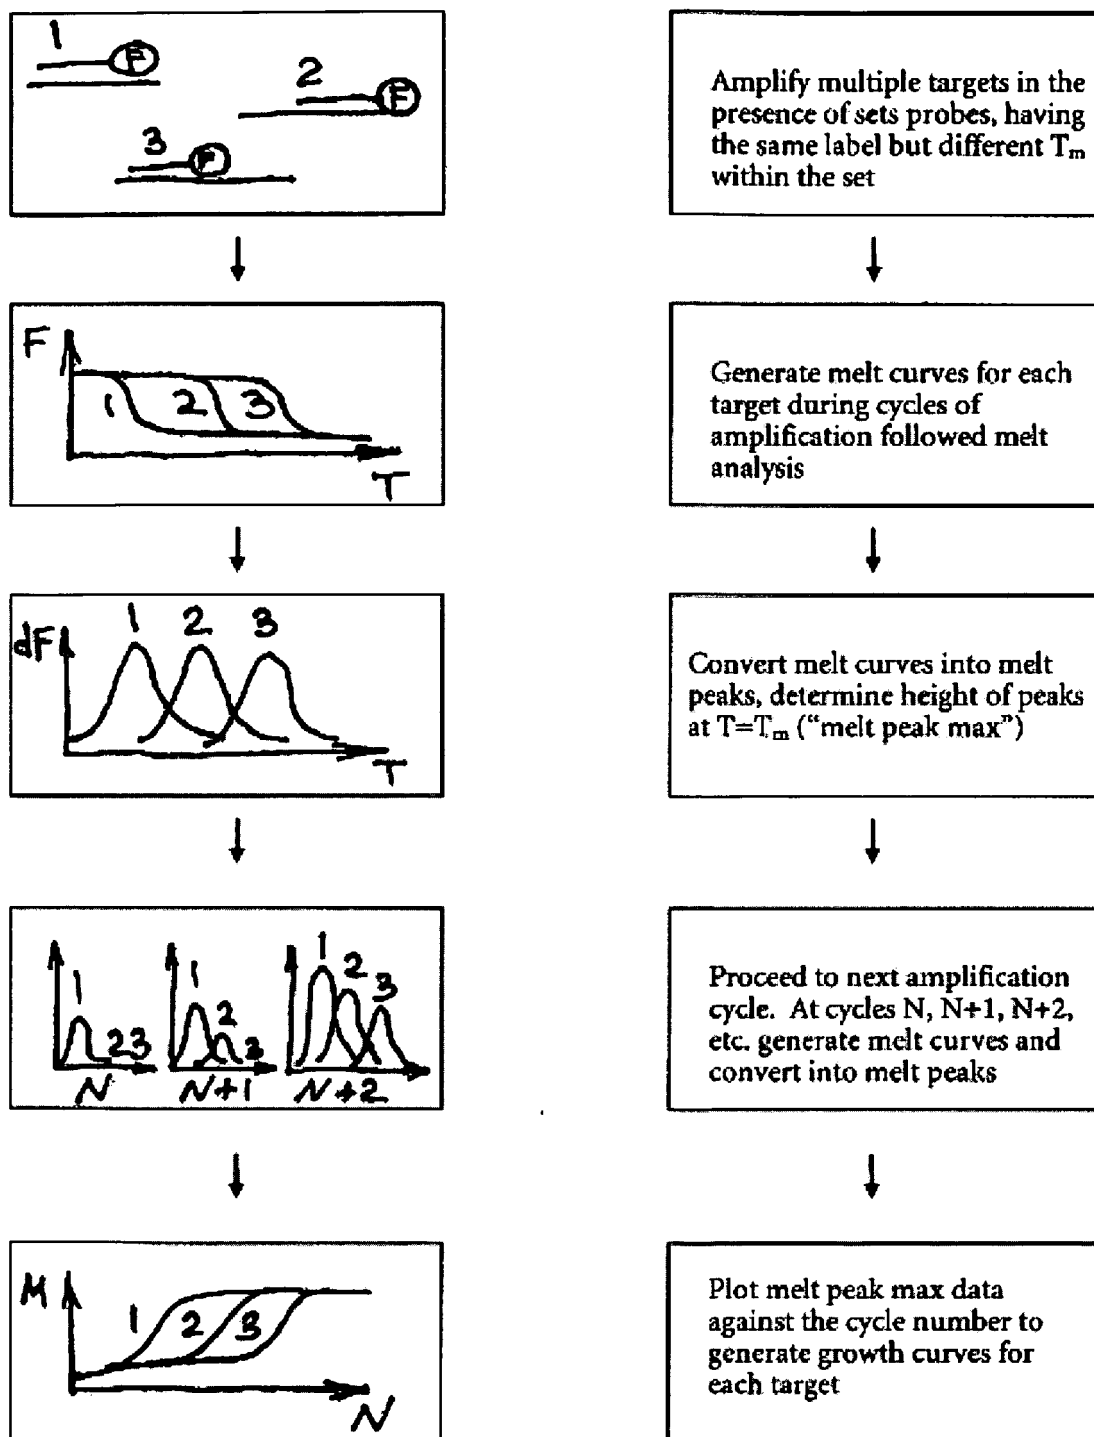 1
F
2
F
3
F
Amplify multiple targets in the
presence of sets probes, having
the same label but different Tm
within the set
F
1 2 3
T
Generate melt curves for each
target during cycles of
amplification followed melt
analysis
1 2 3
dF
T
Convert melt curves into melt
peaks, determine height of peaks
at T=Tm ("melt peak max")
1
23
N
1
2
3
N+1
1
2
3
N+2
Proceed to next amplification
cycle. At cycles N, N+1, N+2,
etc. generate melt curves and
convert into melt peaks
M
1 2 3
N
Plot melt peak max data
against the cycle number to
generate growth curves for
each target